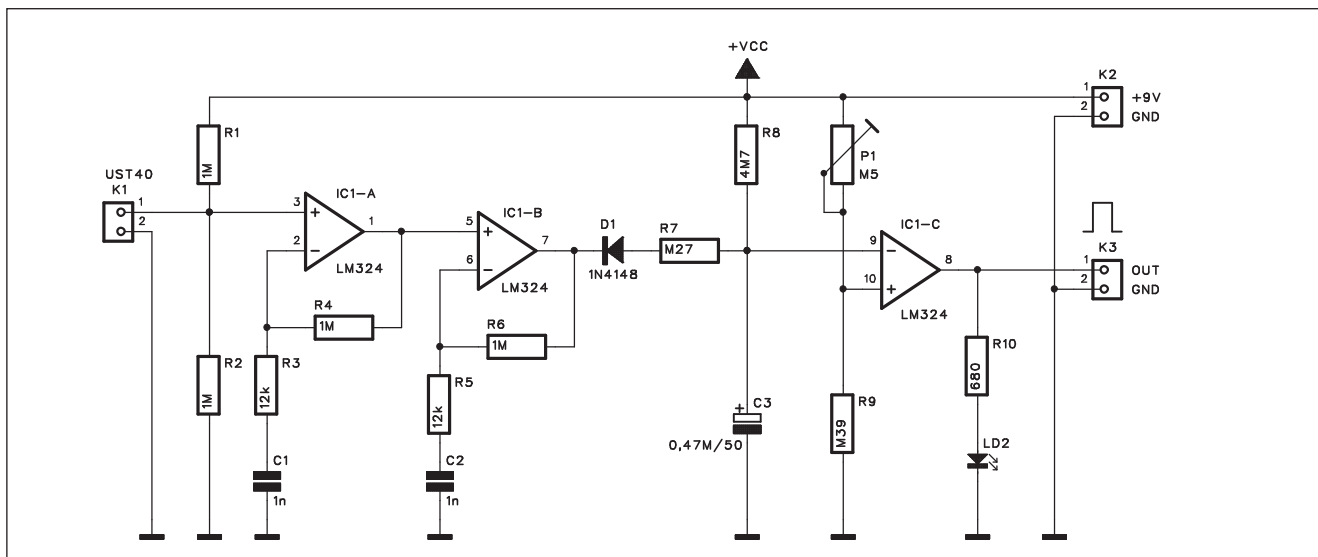 +VCC
K2
1
+9V
2
GND
R1
1M
R8
4M7
P1
M5
UST40
K1
1
2
IC1-A
3
+
1
2
−
LM324
IC1-B
5
+
7
6
−
LM324
D1
1N4148
R7
M27
IC1-C
9
−
8
10
+
LM324
K3
1
OUT
2
GND
R4
1M
R6
1M
R2
1M
R3
12k
R5
12k
R10
680
+
C3
0,47M/50
R9
M39
LD2
C1
1n
C2
1n